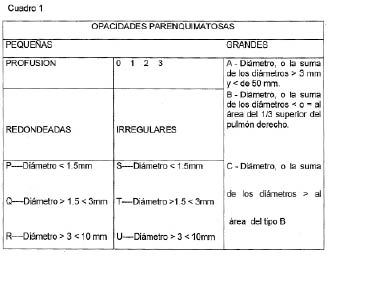 Cuadro 1
OPACIDADES PARENQUIMATOSAS
PEQUEÑAS GRANDES
PROFUSION 0 1 2 3
A - Diámetro, o la suma
de los diámetros > 3 mm
y < de 50 mm.
B - Diámetro, o la suma
de los diámetros < o = al
área del 1/3 superior del
pulmón derecho.
REDONDEADAS IRREGULARES
P----Diámetro < 1.5mm S----Diámetro < 1.5mm C - Diámetro, o la suma
de los diámetros > al
Q----Diámetro > 1.5 < 3mm T----Diámetro >1.5 < 3mm
área del tipo B
R----Diámetro > 3 < 10 mm U----Diámetro > 3 < 10mm